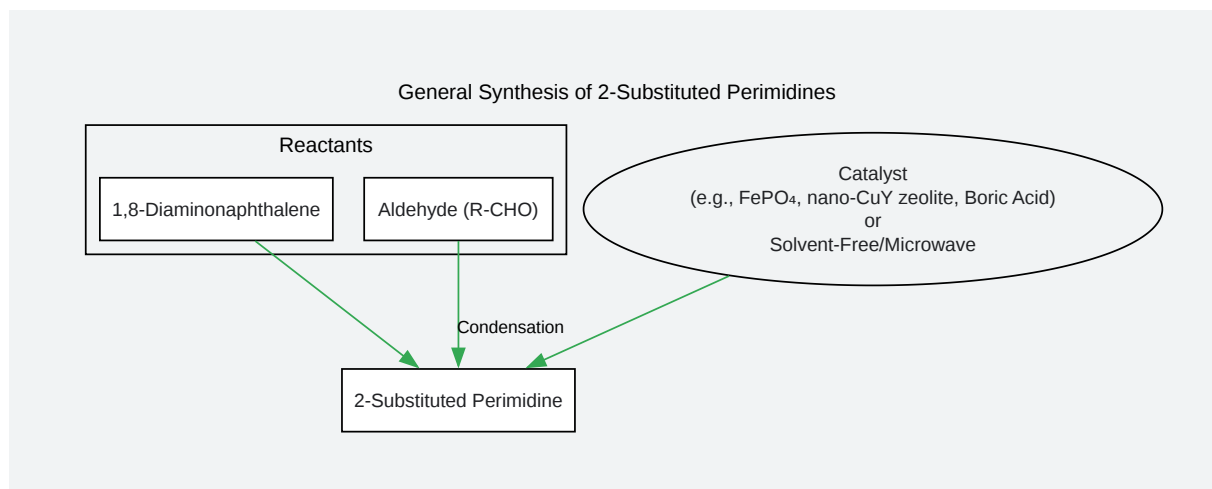 General Synthesis of 2-Substituted Perimidines
Reactants
1,8-Diaminonaphthalene
Aldehyde (R-CHO)
Catalyst
(e.g., FePO₄, nano-CuY zeolite, Boric Acid)
or
Solvent-Free/Microwave
Condensation
2-Substituted Perimidine